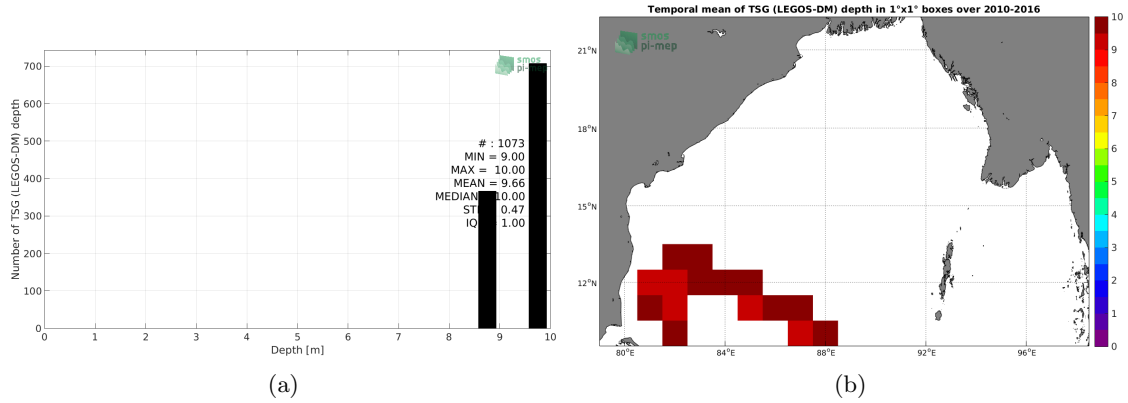 smos
pi-mep
700
600
500
400
300
200
100
0
Number of TSG (LEGOS-DM) depth
# : 1073
MIN = 9.00
MAX = 10.00
MEAN = 9.66
= 10.00
0.47
1.00
0 1 2 3 4 5 6 7 8 9 10
Depth [m]
(a)
Temporal mean of TSG (LEGOS-DM) depth in 1°x1° boxes over 2010-2016
smos
pi-mep
21°N
18°N
15°N
12°N
80°E 84°E 88°E 92°E 96°E
10
9
8
7
6
5
4
3
2
1
0
(b)